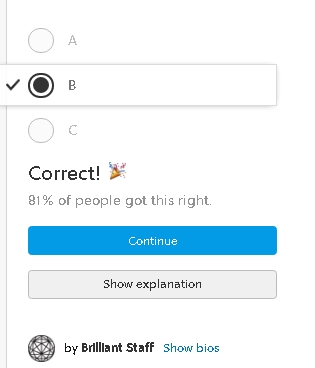 A
B
C
Correct!
81% of people got this right.
Continue
Show explanation
by Brilliant Staff Show bios